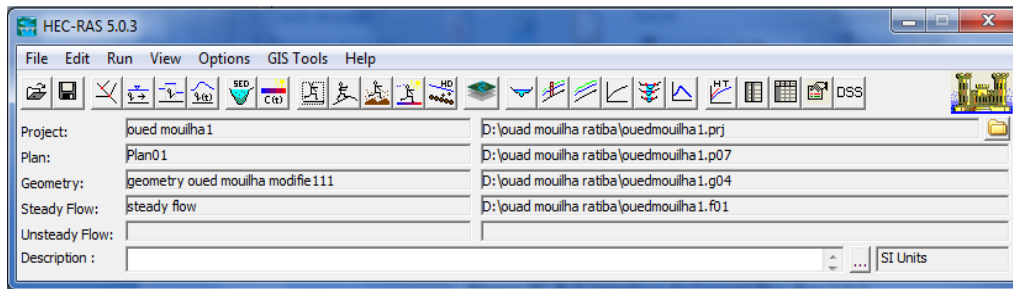 HEC-RAS 5.0.3
File Edit Run View Options GIS Tools Help
SED C(t) HD HT DSS
Project: oued mouilha1 D:\ouad mouilha ratiba\ouedmouilha1.prj
Plan: Plan01 D:\ouad mouilha ratiba\ouedmouilha1.p07
Geometry: geometry oued mouilha modifie111 D:\ouad mouilha ratiba\ouedmouilha1.g04
Steady Flow: steady flow D:\ouad mouilha ratiba\ouedmouilha1.f01
Unsteady Flow:
Description : ... SI Units